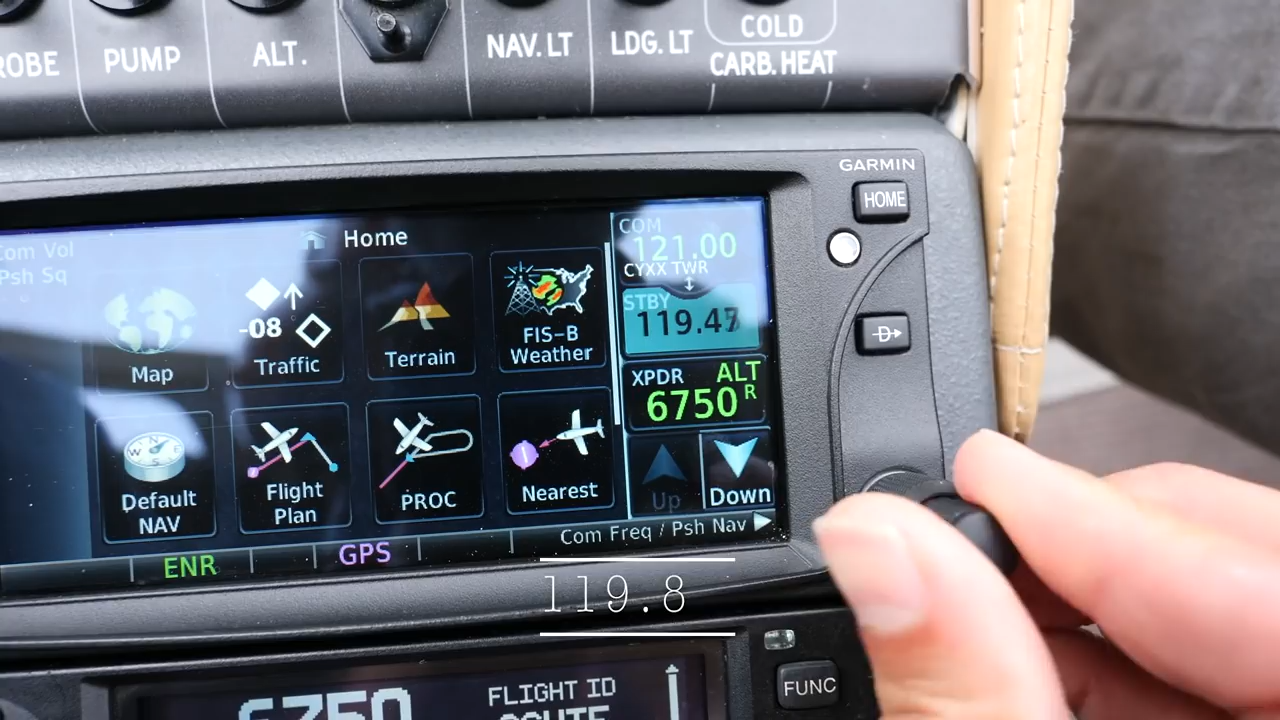 ROBE PUMP ALT. NAV. LT LDG. LT COLD
CARB. HEAT
GARMIN
HOME
Com Vol
Psh Sq
Home
COM
121.00
CYXX TWR
STBY
-08
Map
Traffic
Terrain
FIS-B
Weather
XPDR ALT
6750 R
Default
NAV
Flight
Plan
PROC
Nearest
Up
Down
Com Freq / Psh Nav
ENR
GPS
119.8
6750
FLIGHT ID
FUNC